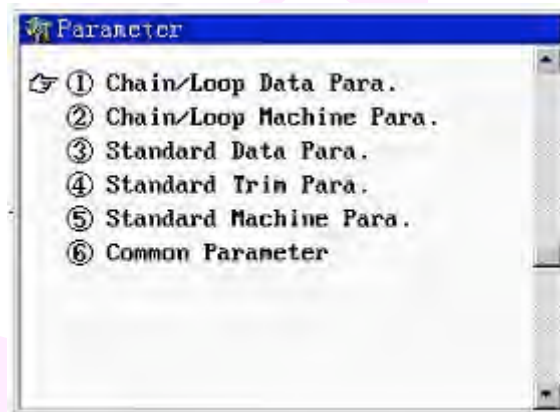 Parameter
① Chain/Loop Data Para.
② Chain/Loop Machine Para.
③ Standard Data Para.
④ Standard Trim Para.
⑤ Standard Machine Para.
⑥ Common Parameter